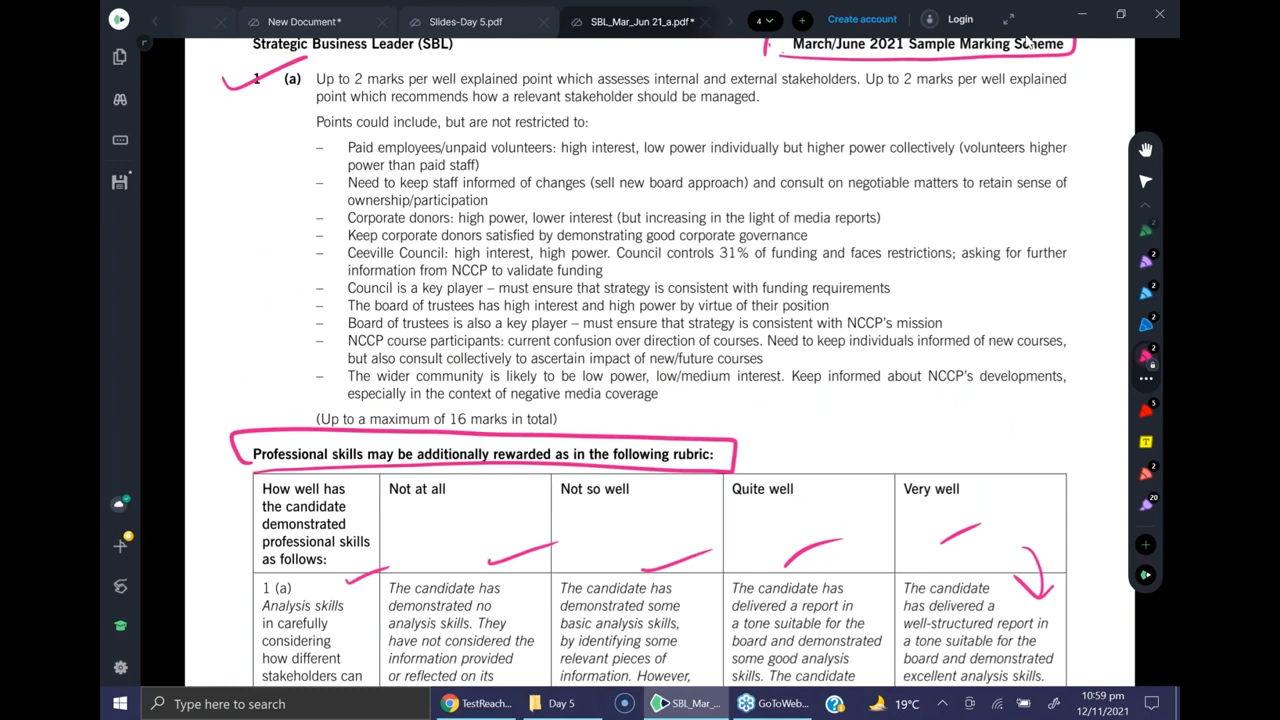 New Document*
Slides-Day 5.pdf
SBL_Mar_Jun 21_a.pdf*
4
Create account
Login
Strategic Business Leader (SBL)
March/June 2021 Sample Marking Scheme
1 (a) Up to 2 marks per well explained point which assesses internal and external stakeholders. Up to 2 marks per well explained
point which recommends how a relevant stakeholder should be managed.
Points could include, but are not restricted to:
– Paid employees/unpaid volunteers: high interest, low power individually but higher power collectively (volunteers higher
power than paid staff)
– Need to keep staff informed of changes (sell new board approach) and consult on negotiable matters to retain sense of
ownership/participation
– Corporate donors: high power, lower interest (but increasing in the light of media reports)
– Keep corporate donors satisfied by demonstrating good corporate governance
– Ceeville Council: high interest, high power. Council controls 31% of funding and faces restrictions; asking for further
information from NCCP to validate funding
– Council is a key player – must ensure that strategy is consistent with funding requirements
– The board of trustees has high interest and high power by virtue of their position
– Board of trustees is also a key player – must ensure that strategy is consistent with NCCP's mission
– NCCP course participants: current confusion over direction of courses. Need to keep individuals informed of new courses,
but also consult collectively to ascertain impact of new/future courses
– The wider community is likely to be low power, low/medium interest. Keep informed about NCCP's developments,
especially in the context of negative media coverage
(Up to a maximum of 16 marks in total)
Professional skills may be additionally rewarded as in the following rubric:
How well has
the candidate
demonstrated
professional skills
as follows:
Not at all
Not so well
Quite well
Very well
1 (a)
Analysis skills
in carefully
considering
how different
stakeholders can
The candidate has
demonstrated no
analysis skills. They
have not considered the
information provided
or reflected on its
The candidate has
demonstrated some
basic analysis skills,
by identifying some
relevant pieces of
information. However,
The candidate has
delivered a report in
a tone suitable for the
board and demonstrated
some good analysis
skills. The candidate
The candidate
has delivered a
well-structured report in
a tone suitable for the
board and demonstrated
excellent analysis skills.
2
2
2
2
2
5
T
2
20
Type here to search
TestReach...
Day 5
SBL_Mar_...
GoToWeb...
19°C
10:59 pm
12/11/2021